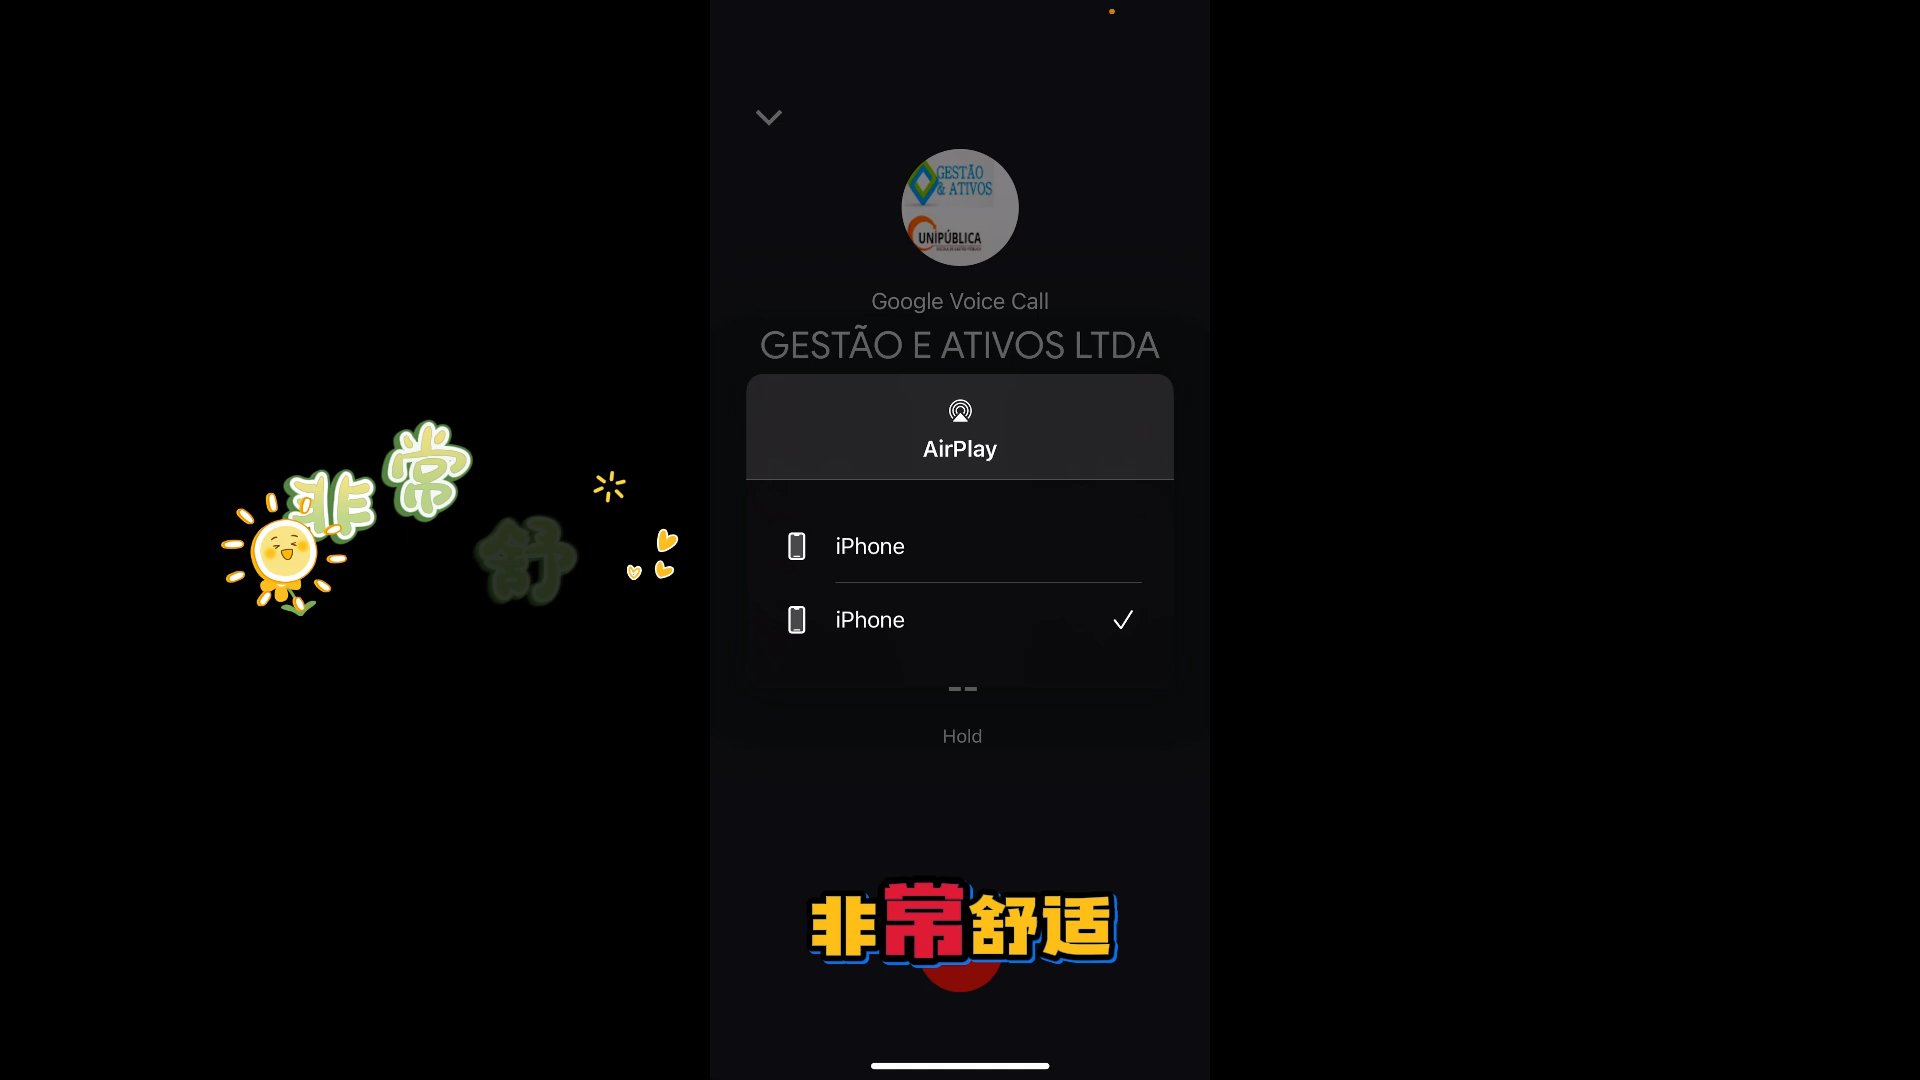 GESTÃO
& ATIVOS
UNIPÚBLICA
Google Voice Call
GESTÃO E ATIVOS LTDA
AirPlay
iPhone
iPhone
Hold
非常舒
非常舒适